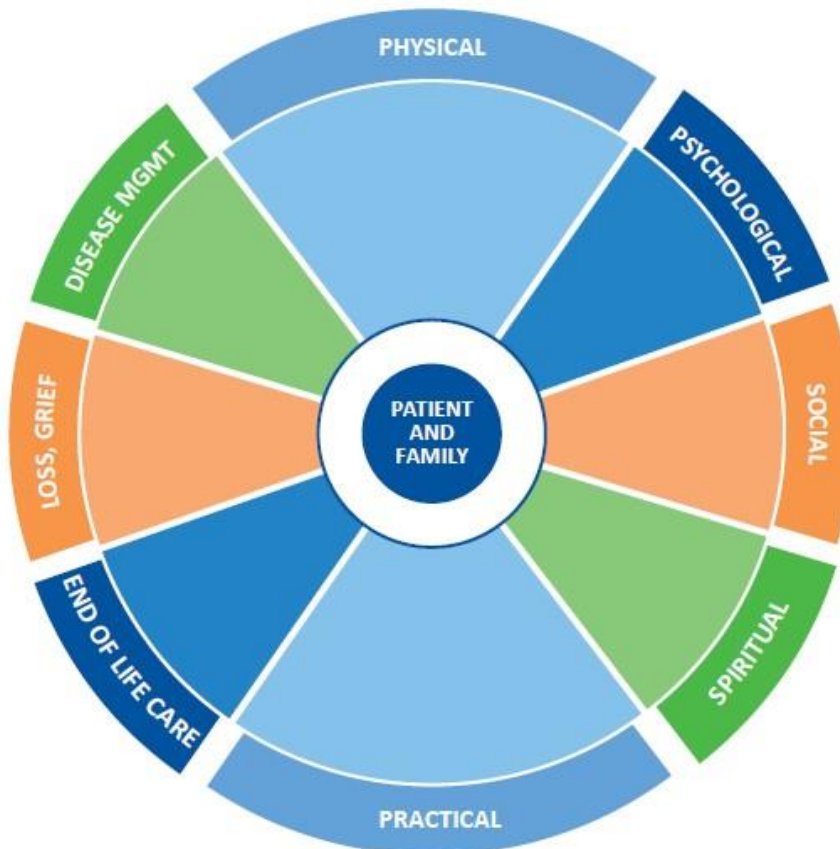 PHYSICAL
PSYCHOLOGICAL
SOCIAL
SPIRITUAL
PRACTICAL
END OF LIFE CARE
LOSS, GRIEF
DISEASE MGMT
PATIENT
AND
FAMILY